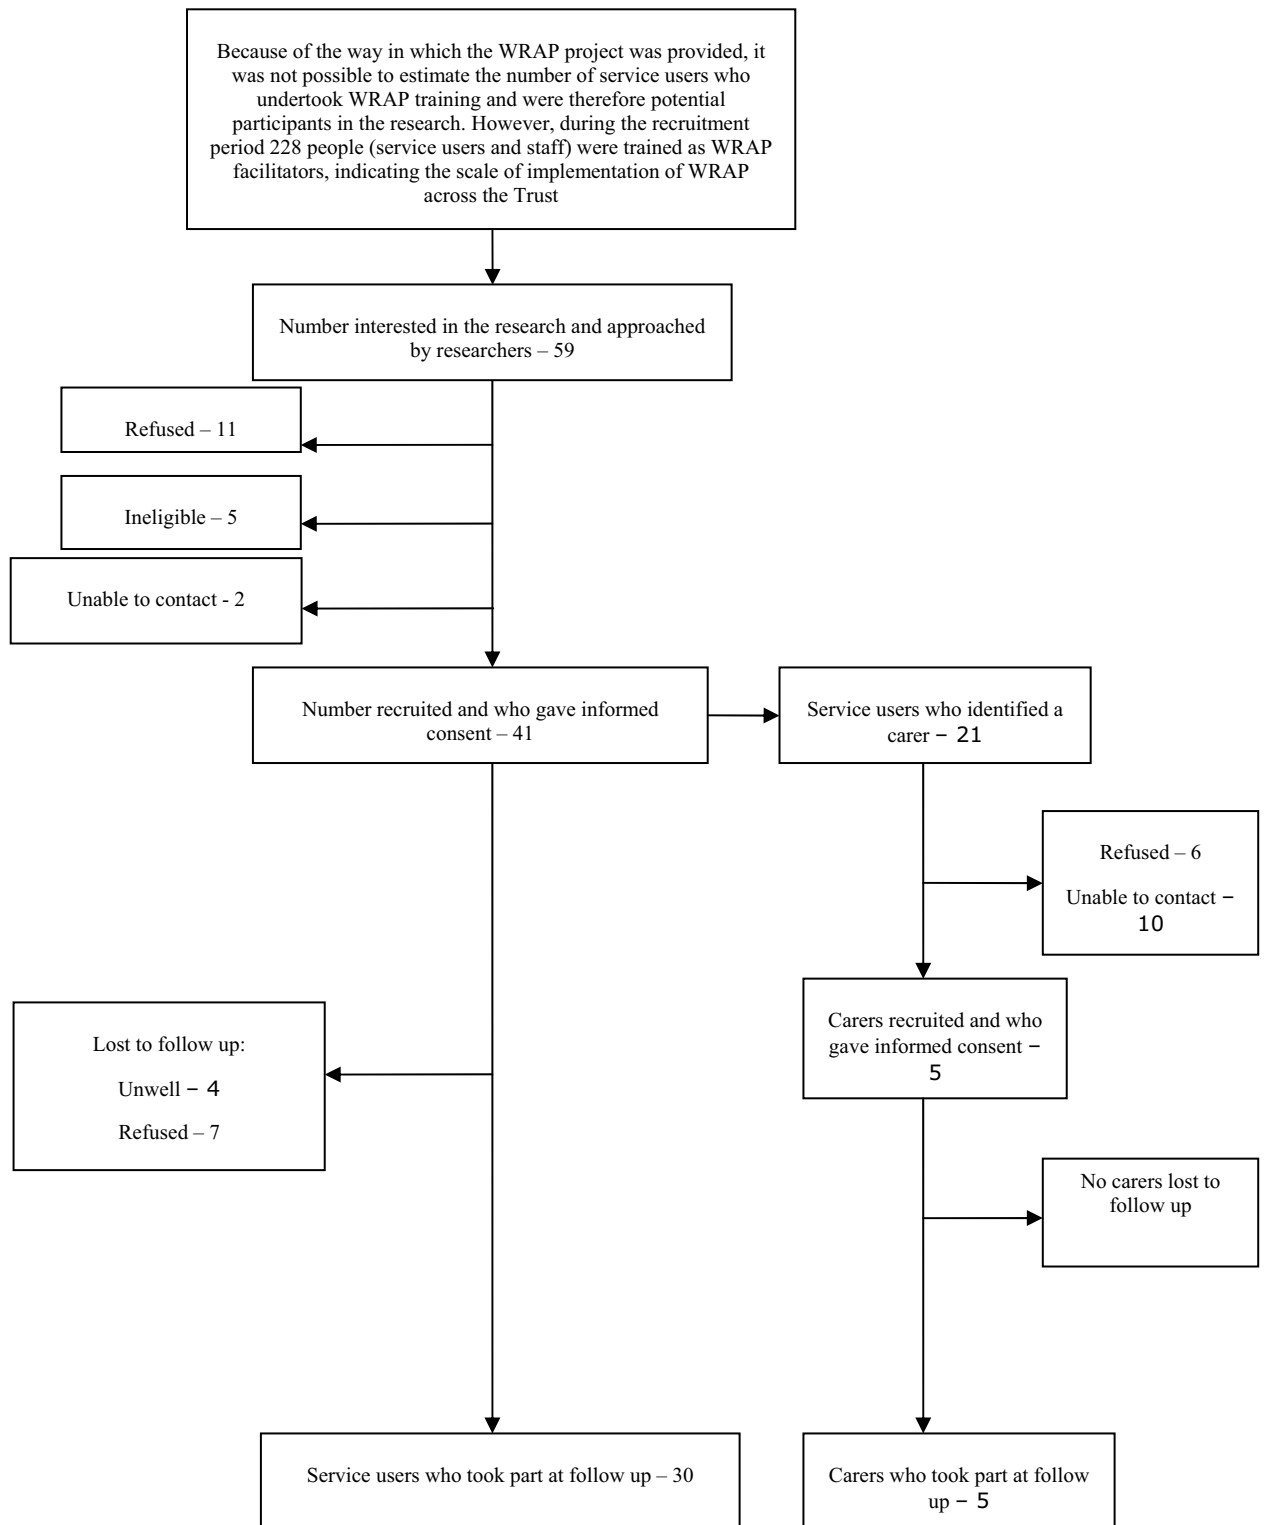 Because of the way in which the WRAP project was provided, it
was not possible to estimate the number of service users who
undertook WRAP training and were therefore potential
participants in the research. However, during the recruitment
period 228 people (service users and staff) were trained as WRAP
facilitators, indicating the scale of implementation of WRAP
across the Trust
Number interested in the research and approached
by researchers – 59
Refused – 11
Ineligible – 5
Unable to contact - 2
Number recruited and who gave informed
consent – 41
Service users who identified a
carer – 21
Refused – 6
Unable to contact –
10
Carers recruited and who
gave informed consent –
5
Lost to follow up:
Unwell – 4
Refused – 7
No carers lost to
follow up
Service users who took part at follow up – 30
Carers who took part at follow
up – 5